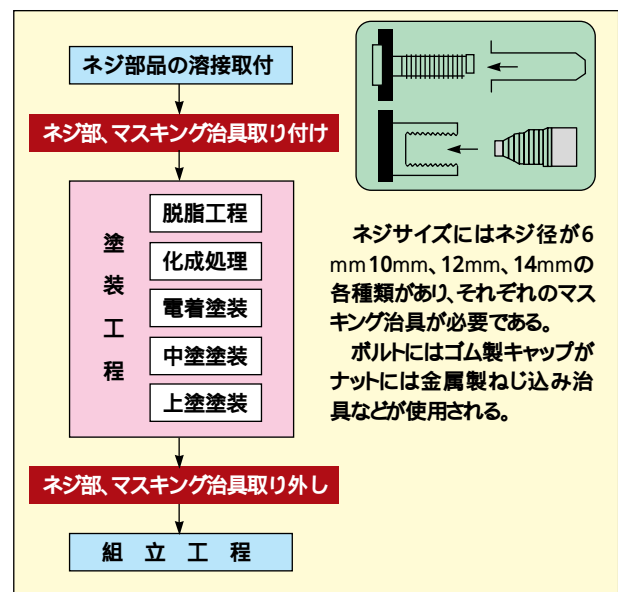 ネジ部品の溶接取付
ネジ部、マスキング治具取り付け
塗装工程
脱脂工程
化成処理
電着塗装
中塗塗装
上塗塗装
ネジ部、マスキング治具取り外し
組立工程
ネジサイズにはネジ径が6
mm10mm、12mm、14mmの
各種類があり、それぞれのマス
キング治具が必要である。
ボルトにはゴム製キャップが
ナットには金属製ねじ込み治
具などが使用される。